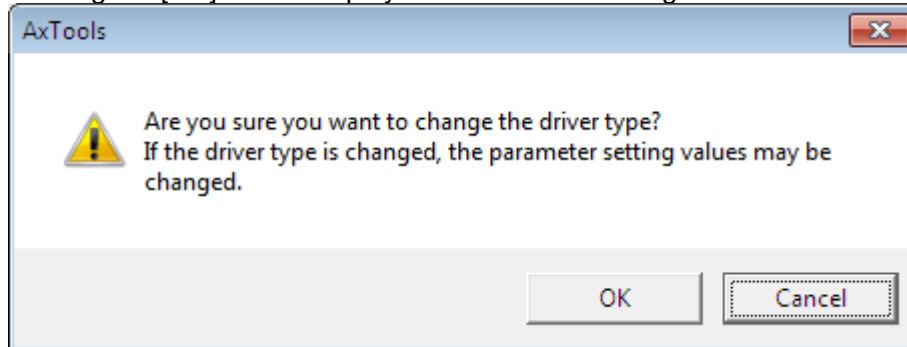 AxTools
Are you sure you want to change the driver type?
If the driver type is changed, the parameter setting values may be
changed.
OK
Cancel